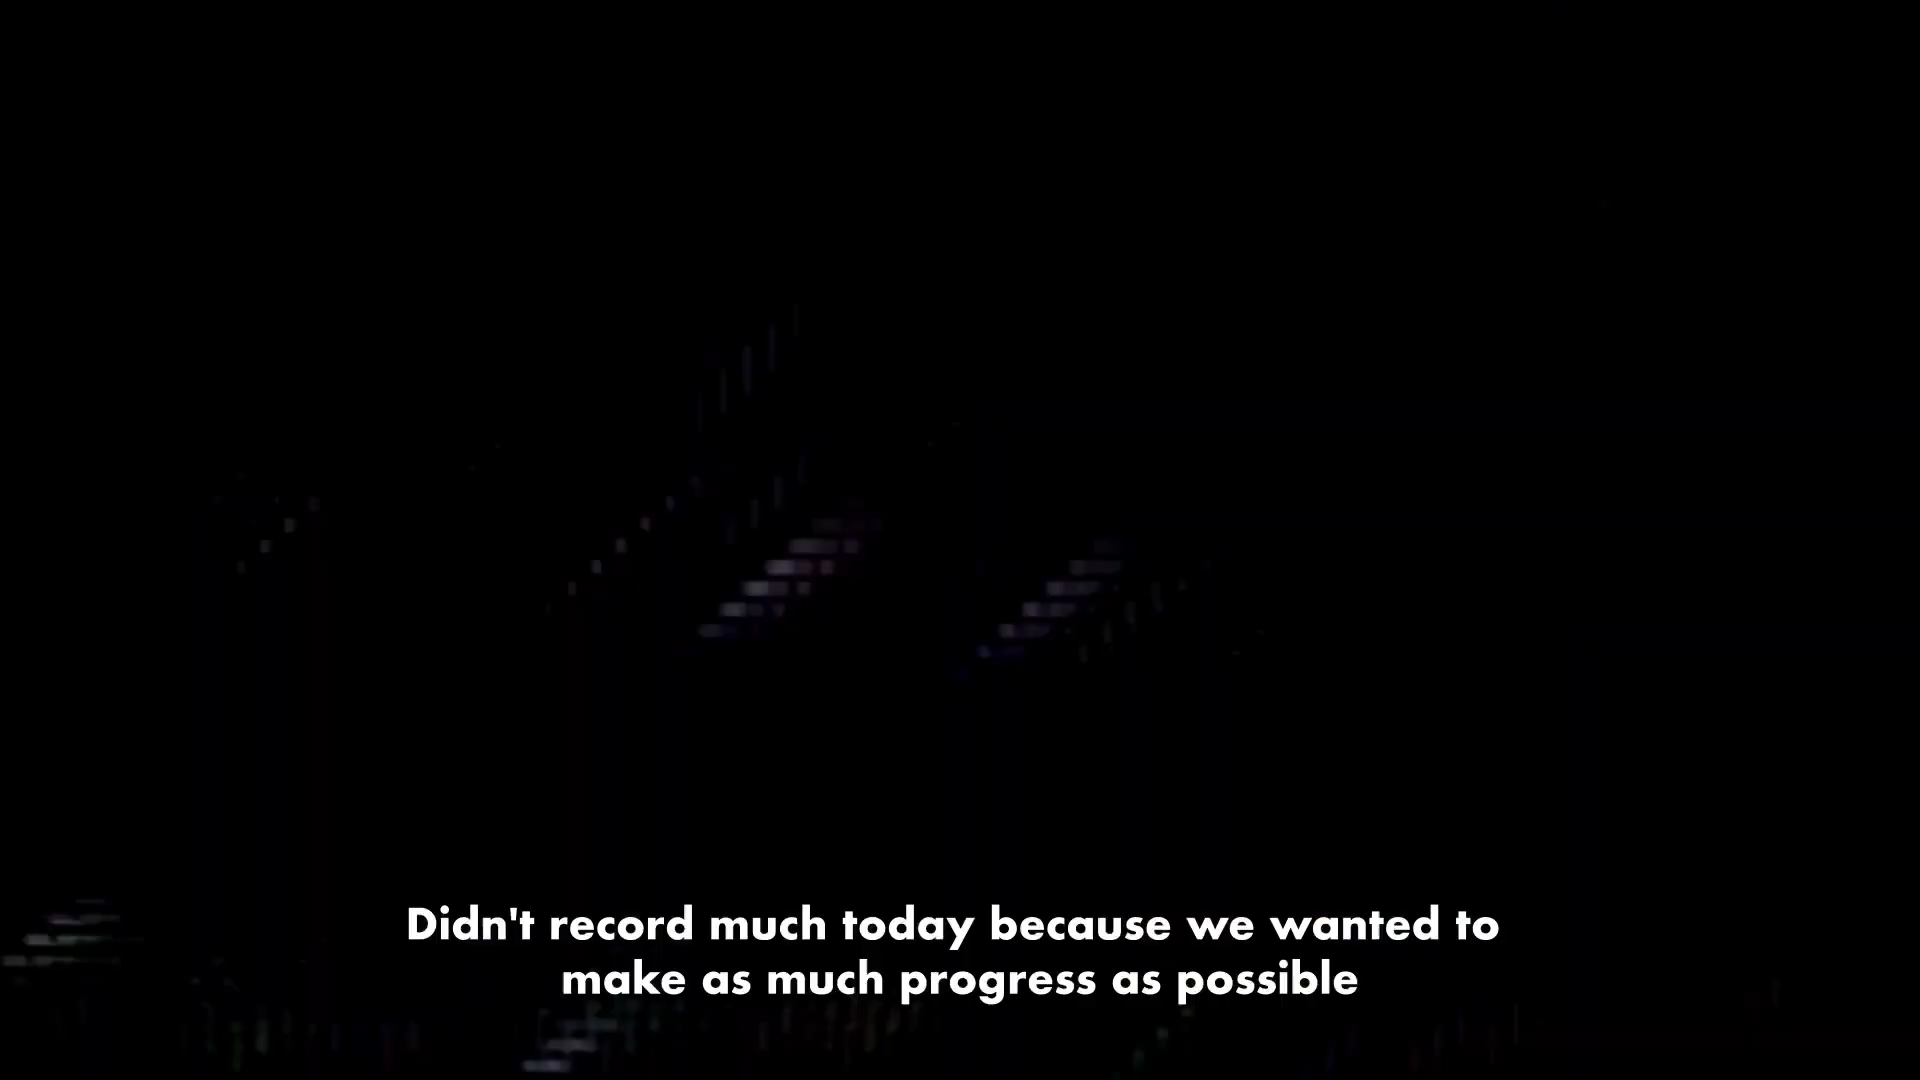 Didn't record much today because we wanted to
make as much progress as possible